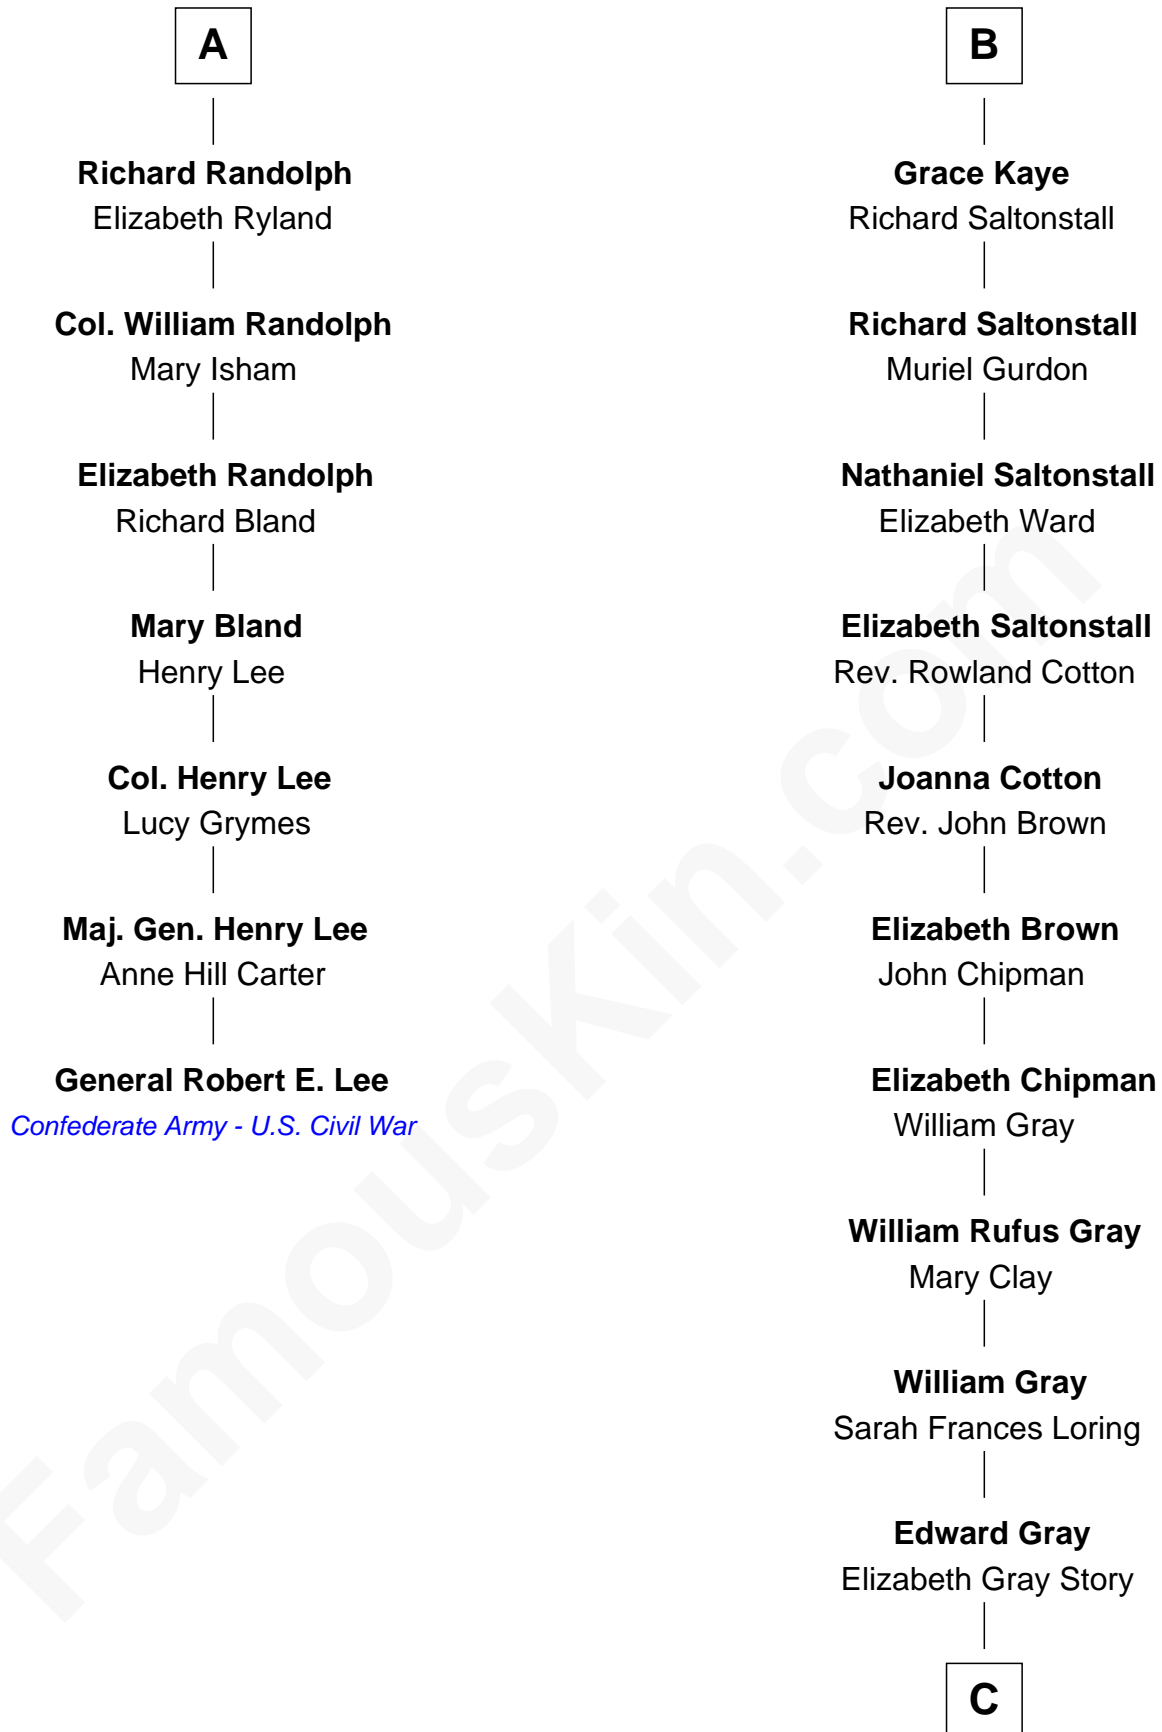 A
Richard Randolph
Elizabeth Ryland
Col. William Randolph
Mary Isham
Elizabeth Randolph
Richard Bland
Mary Bland
Henry Lee
Col. Henry Lee
Lucy Grymes
Maj. Gen. Henry Lee
Anne Hill Carter
General Robert E. Lee
Confederate Army - U.S. Civil War
B
Grace Kaye
Richard Saltonstall
Richard Saltonstall
Muriel Gurdon
Nathaniel Saltonstall
Elizabeth Ward
Elizabeth Saltonstall
Rev. Rowland Cotton
Joanna Cotton
Rev. John Brown
Elizabeth Brown
John Chipman
Elizabeth Chipman
William Gray
William Rufus Gray
Mary Clay
William Gray
Sarah Frances Loring
Edward Gray
Elizabeth Gray Story
C
FamousKin.com